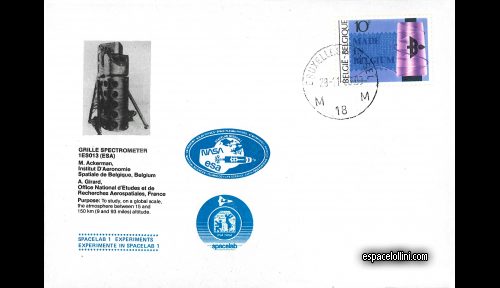 GRILLE SPECTROMETER
1ES013 (ESA)
M. Ackerman,
Institut D'Aeronomie
Spatiale de Belgique, Belgium
A. Girard,
Office National d'Etudes et de
Recherches Aerospatiales, France
Purpose: To study, on a global scale,
the atmosphere between 15 and
150 km (9 and 93 miles) altitude.
SPACELAB 1 EXPERIMENTS
EXPERIMENTE IN SPACELAB 1
NASA
esa
spacelab
10F
MADE
IN
BELGIUM
BELGIË-BELGIQUE
M M
18
espacelollini.com